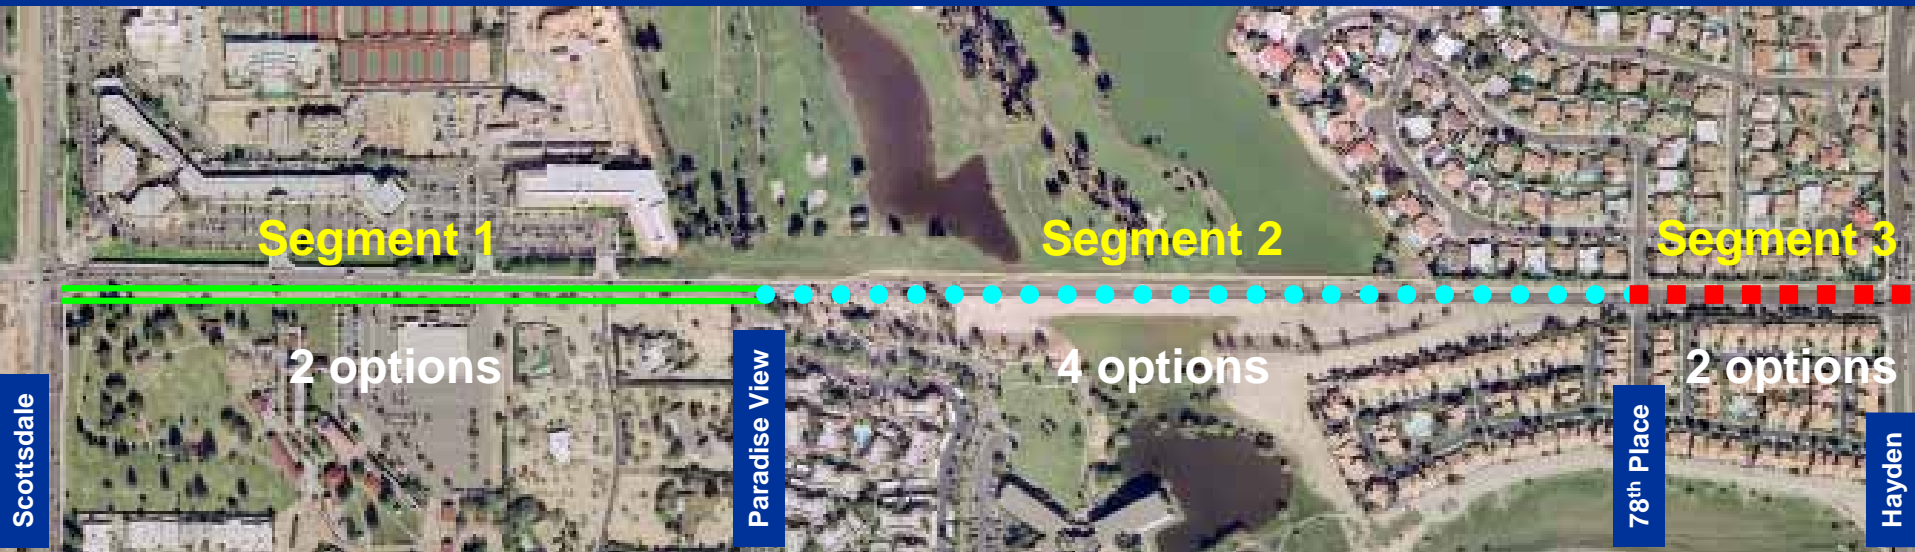 Segment 1
Segment 2
Segment 3
2 options
4 options
2 options
Scottsdale
Paradise View
78th Place
Hayden